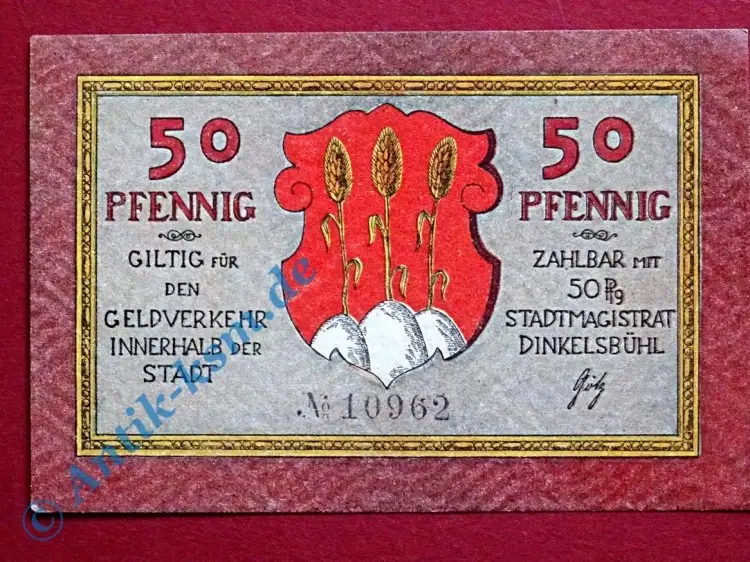 50
PFENNIG
GILTIG FÜR
DEN
GELDVERKEHR
INNERHALB DER
STADT
50
PFENNIG
ZAHLBAR MIT
50 Pfg
STADTMAGISTRAT
DINKELSBÜHL
Götz
№ 10962
© Antik-ksm.de